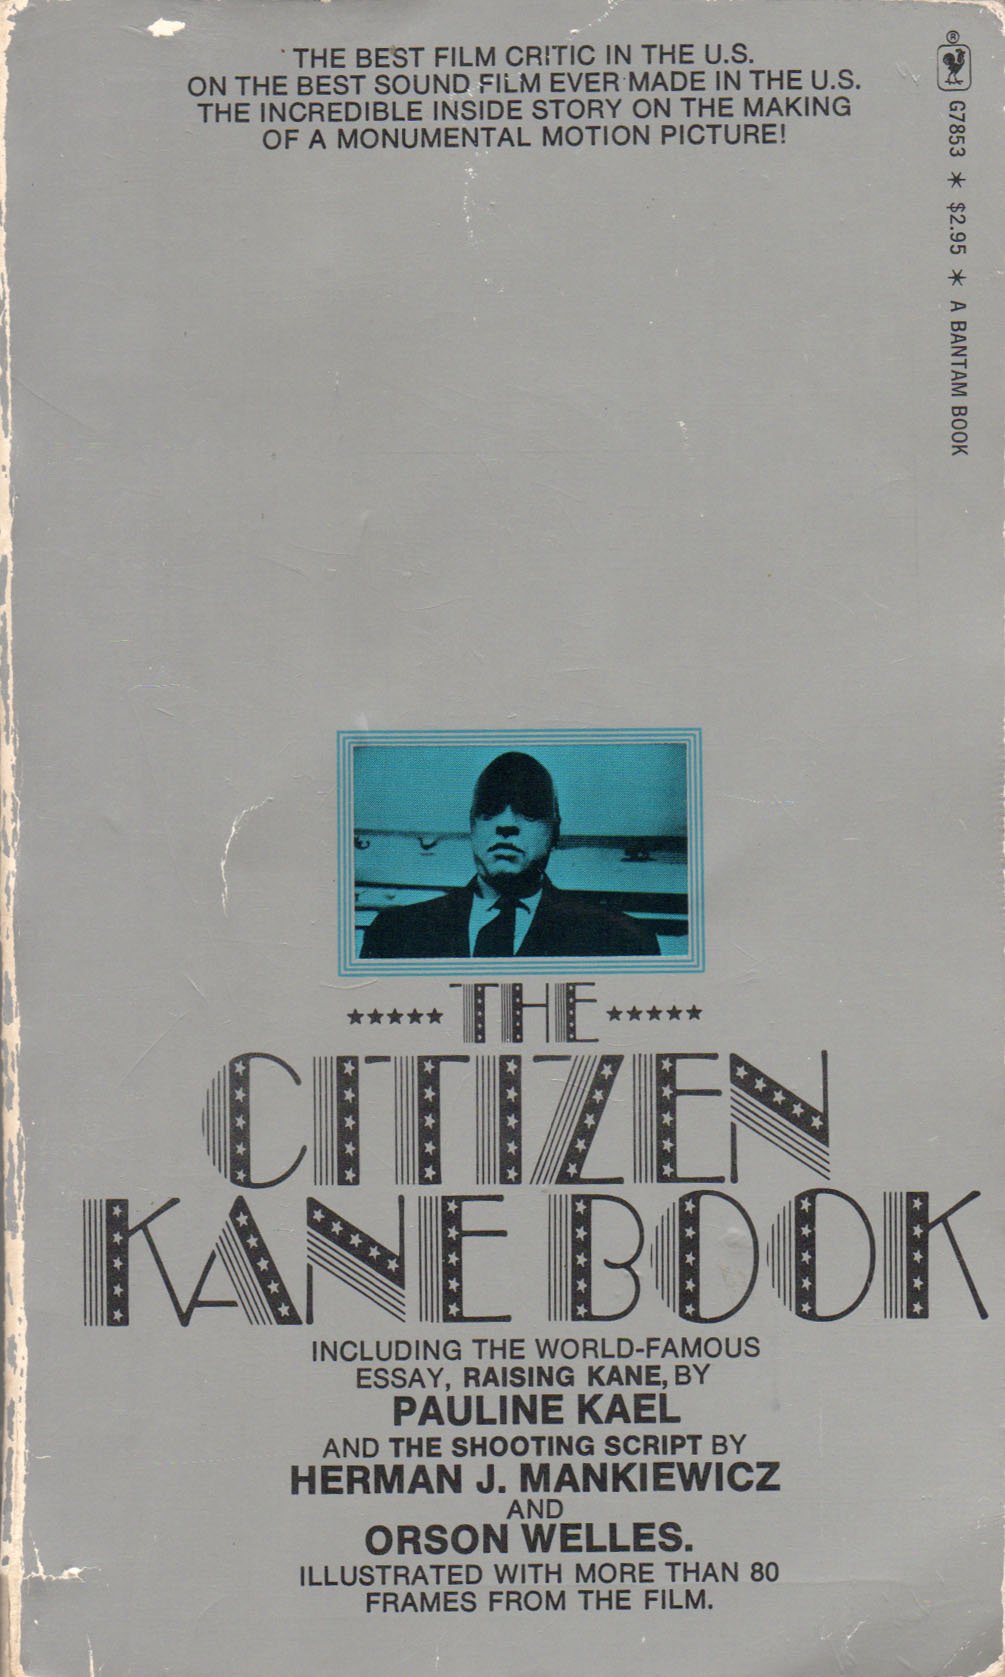 THE BEST FILM CRITIC IN THE U.S.
ON THE BEST SOUND FILM EVER MADE IN THE U.S.
THE INCREDIBLE INSIDE STORY ON THE MAKING
OF A MONUMENTAL MOTION PICTURE!
® G7853 * $2.95 * A BANTAM BOOK
★★★★★ THE ★★★★★
CITIZEN
KANE BOOK
INCLUDING THE WORLD-FAMOUS
ESSAY, RAISING KANE, BY
PAULINE KAEL
AND THE SHOOTING SCRIPT BY
HERMAN J. MANKIEWICZ
AND
ORSON WELLES.
ILLUSTRATED WITH MORE THAN 80
FRAMES FROM THE FILM.